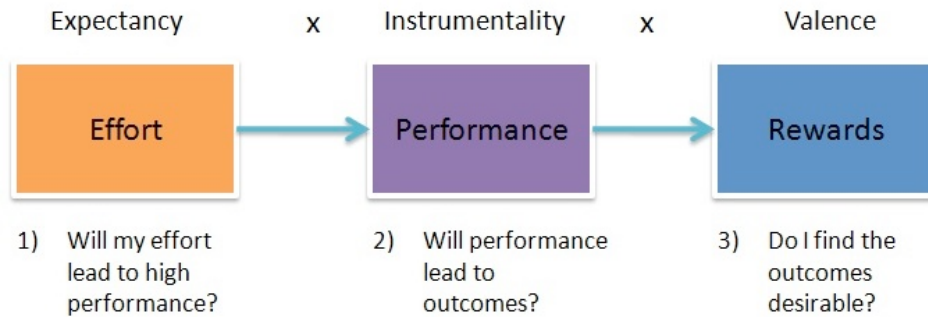 Expectancy x Instrumentality x Valence
Effort Performance Rewards
1) Will my effort
lead to high
performance?
2) Will performance
lead to
outcomes?
3) Do I find the
outcomes
desirable?